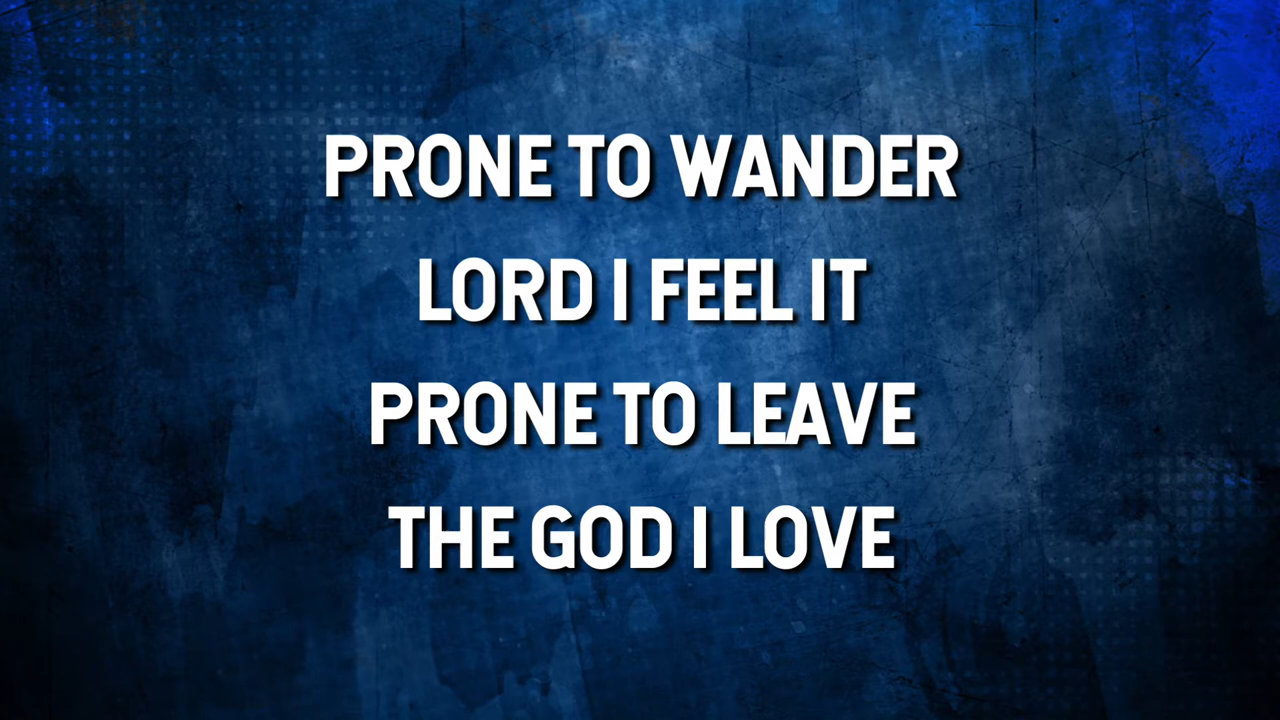 PRONE TO WANDER
LORD I FEEL IT
PRONE TO LEAVE
THE GOD I LOVE